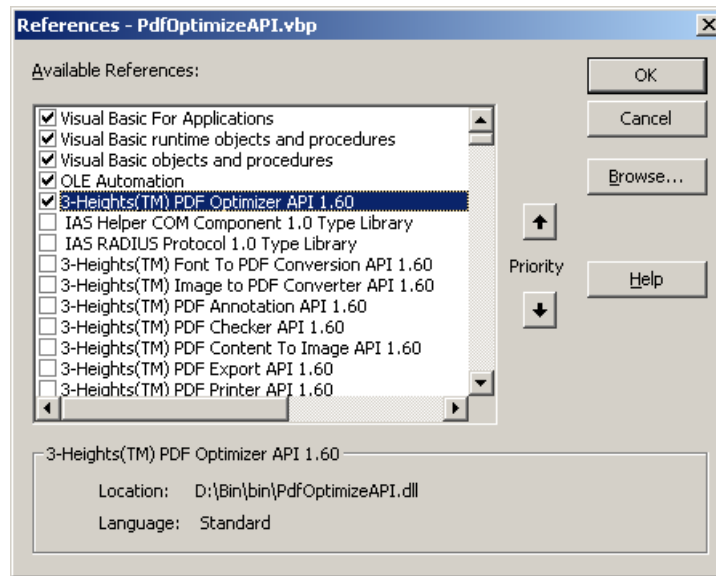 References - PdfOptimizeAPI.vbp
Available References:
Visual Basic For Applications
Visual Basic runtime objects and procedures
Visual Basic objects and procedures
OLE Automation
3-Heights(TM) PDF Optimizer API 1.60
IAS Helper COM Component 1.0 Type Library
IAS RADIUS Protocol 1.0 Type Library
3-Heights(TM) Font To PDF Conversion API 1.60
3-Heights(TM) Image to PDF Converter API 1.60
3-Heights(TM) PDF Annotation API 1.60
3-Heights(TM) PDF Checker API 1.60
3-Heights(TM) PDF Content To Image API 1.60
3-Heights(TM) PDF Export API 1.60
3-Heights(TM) PDF Printer API 1.60
OK
Cancel
Browse...
Priority
Help
3-Heights(TM) PDF Optimizer API 1.60
Location: D:\Bin\bin\PdfOptimizeAPI.dll
Language: Standard